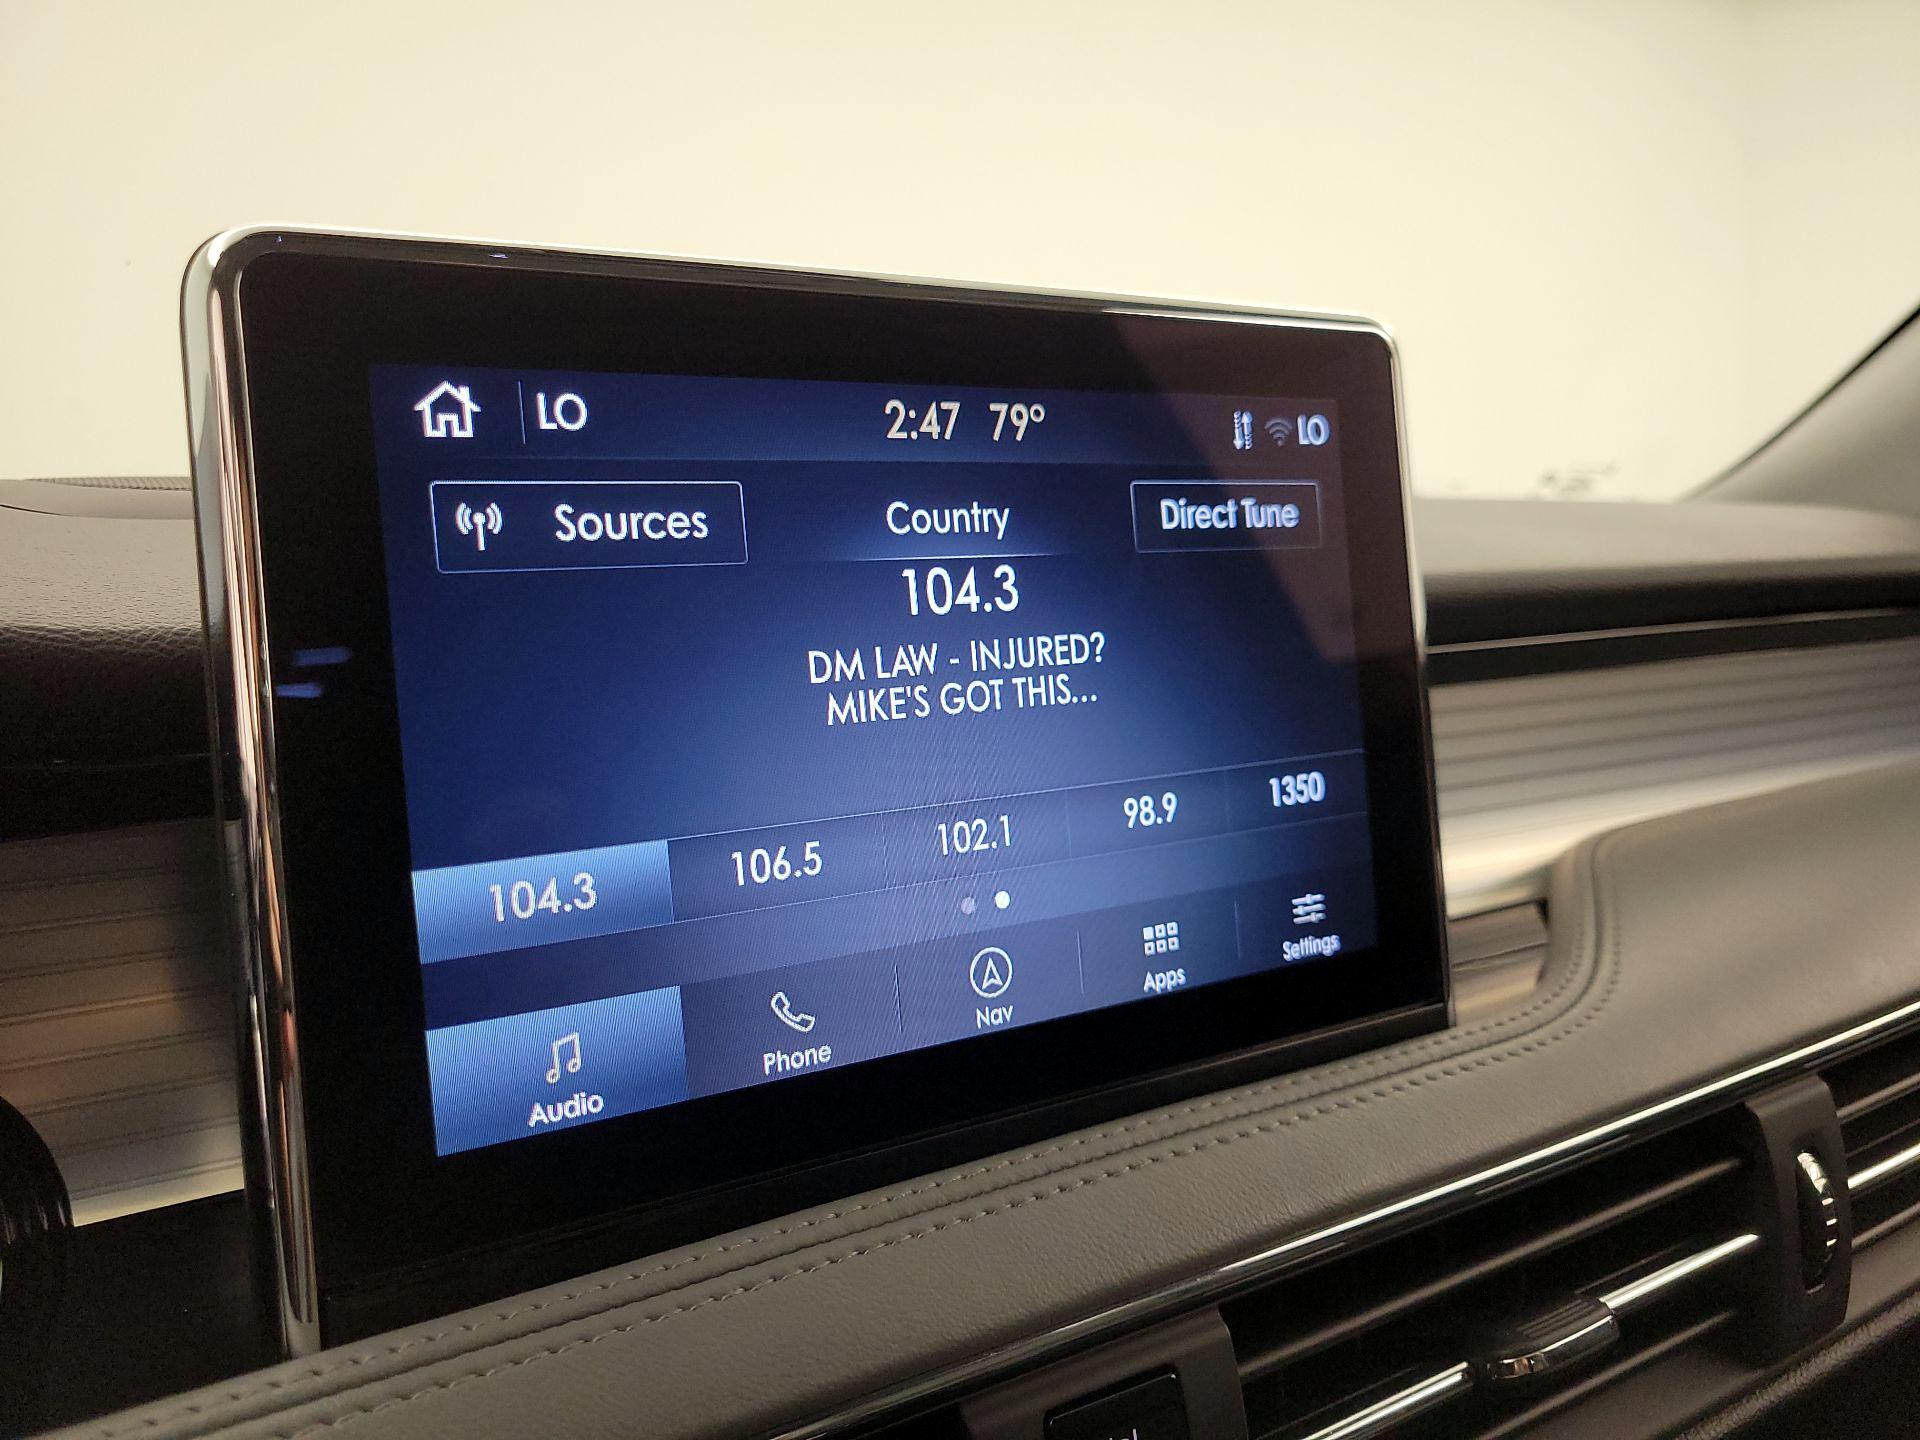 LO
2:47 79°
LO
Sources
Country
Direct Tune
104.3
DM LAW - INJURED?
MIKE'S GOT THIS...
104.3
106.5
102.1
98.9
1350
Audio
Phone
Nav
Apps
Settings